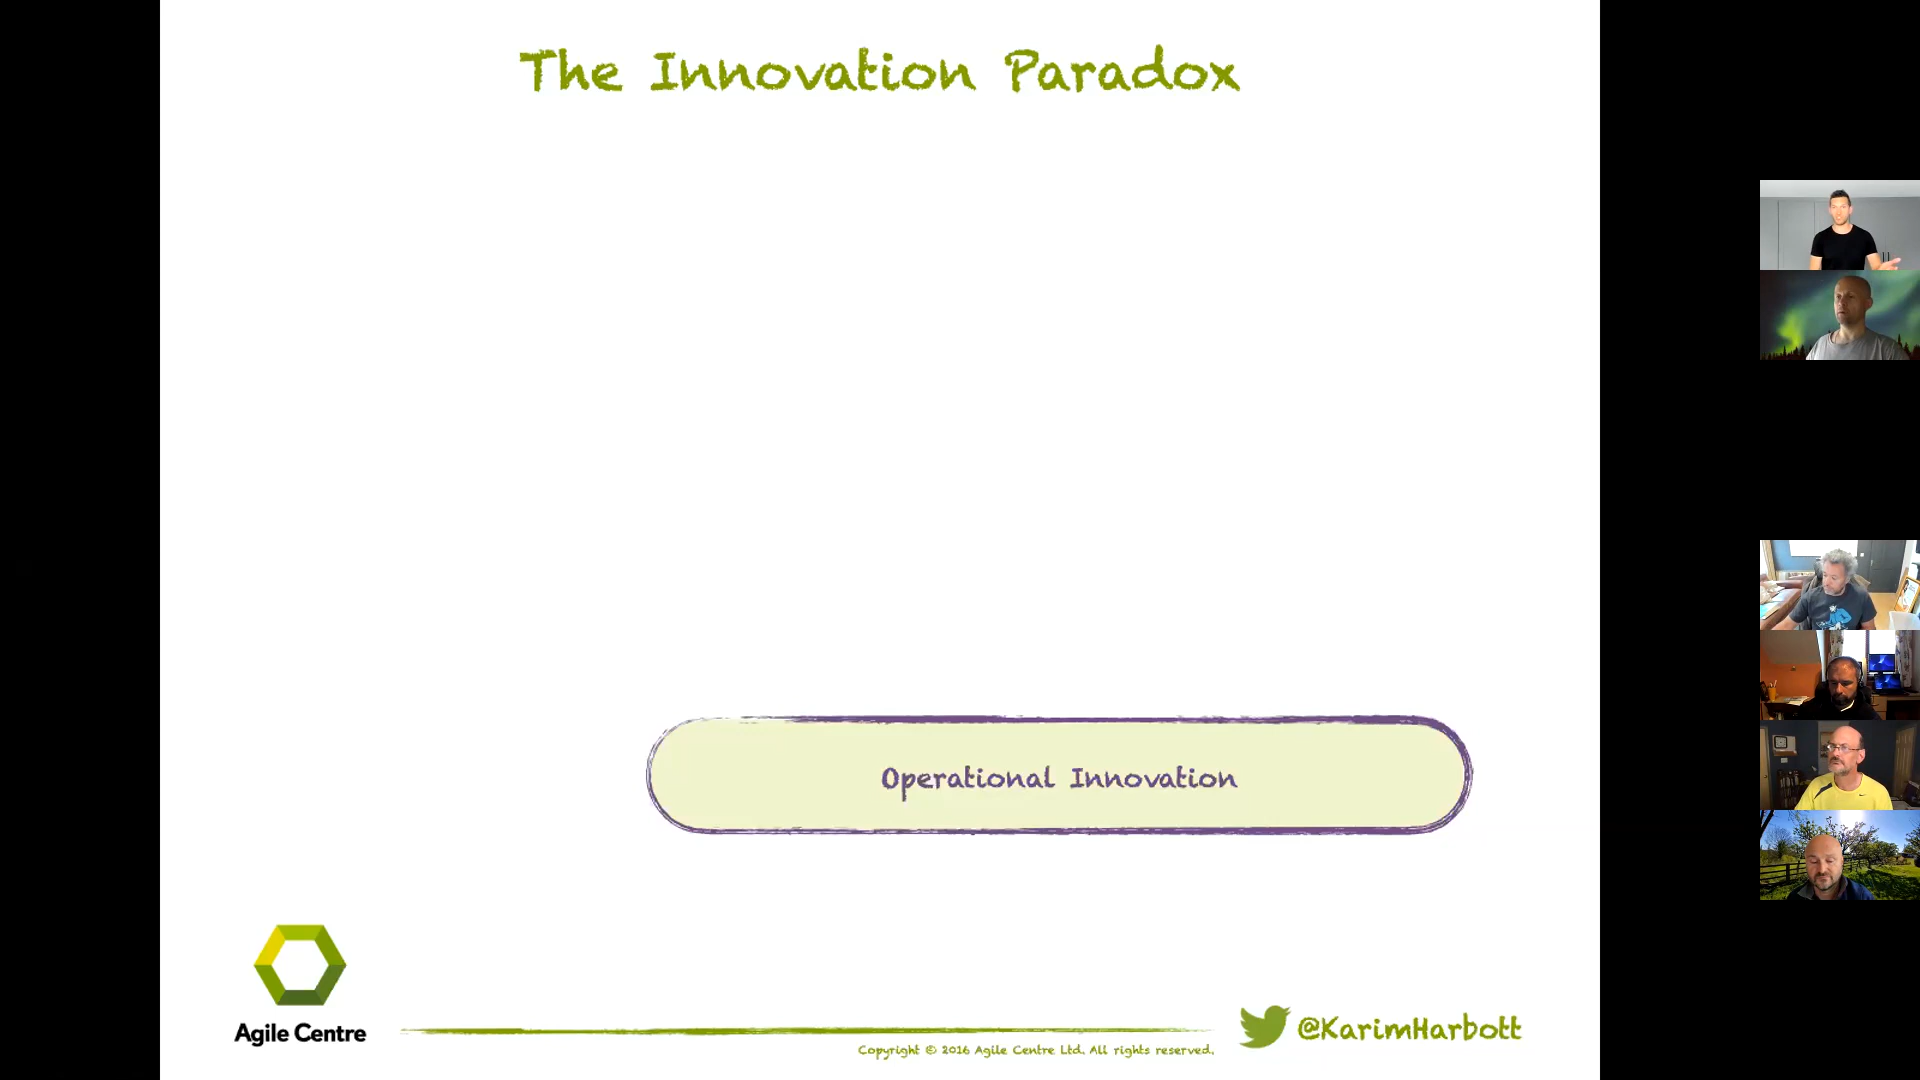 The Innovation Paradox
Operational Innovation
Agile Centre
@KarimHarbott
Copyright © 2016 Agile Centre Ltd. All rights reserved.